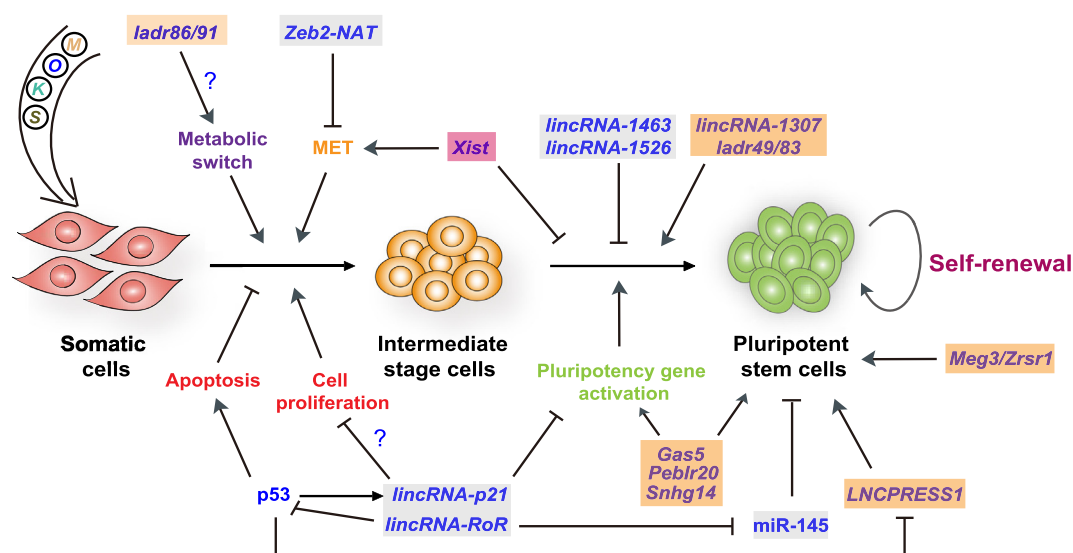 ladr86/91
Zeb2-NAT
M
O
K
S
?
Metabolic
switch
MET
Xist
lincRNA-1463
lincRNA-1526
lincRNA-1307
ladr49/83
Self-renewal
Somatic
cells
Intermediate
stage cells
Pluripotent
stem cells
Meg3/Zrsr1
Apoptosis
Cell
proliferation
Pluripotency gene
activation
?
Gas5
Peblr20
Snhg14
p53
lincRNA-p21
lincRNA-RoR
miR-145
LNCPRESS1